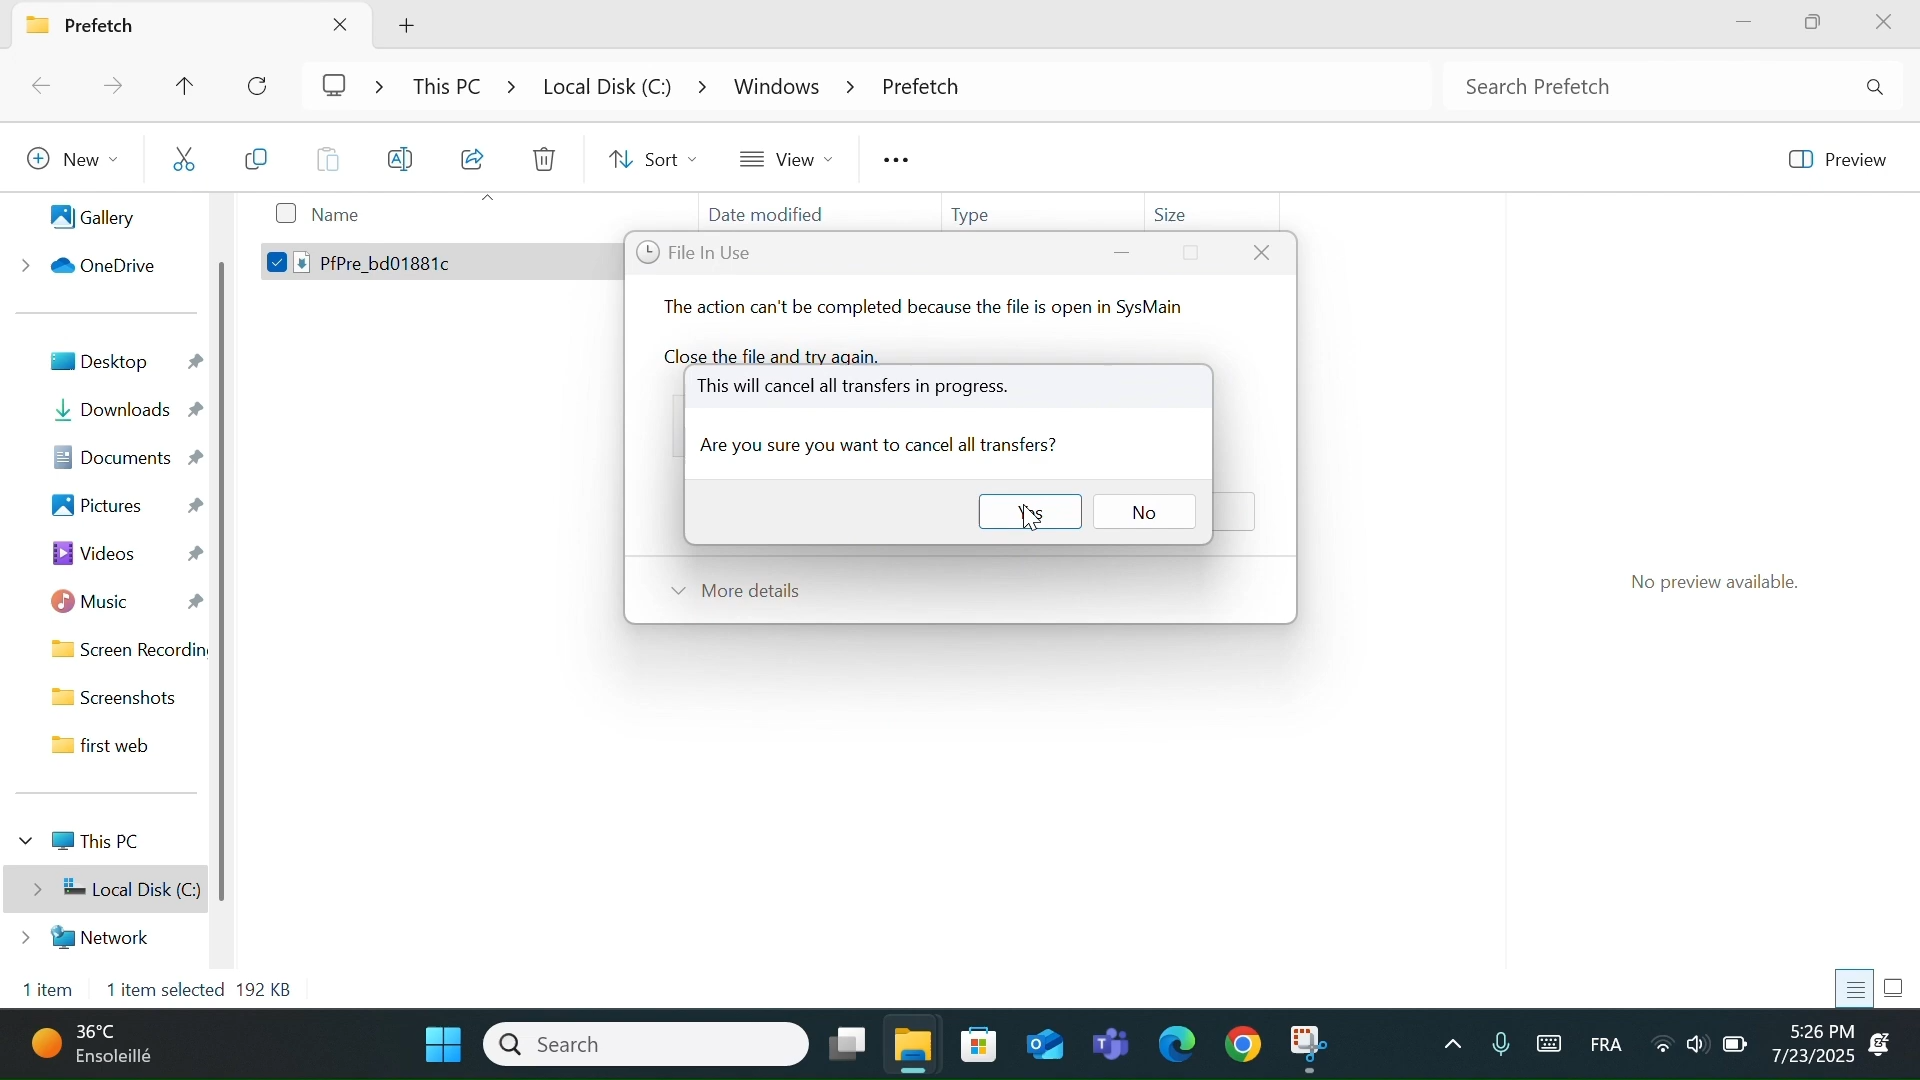 Prefetch
This PC
Local Disk (C:)
Windows
Prefetch
Search Prefetch
New
Sort
View
Preview
Gallery
OneDrive
Desktop
Downloads
Documents
Pictures
Videos
Music
Screen Recordin
Screenshots
first web
This PC
Local Disk (C:)
Network
Name
Date modified
Type
Size
PfPre_bd01881c
File In Use
The action can't be completed because the file is open in SysMain
Close the file and try again.
This will cancel all transfers in progress.
Are you sure you want to cancel all transfers?
Yes
No
More details
No preview available.
1 item
1 item selected 192 KB
36°C
Ensoleillé
Search
FRA
5:26 PM
7/23/2025